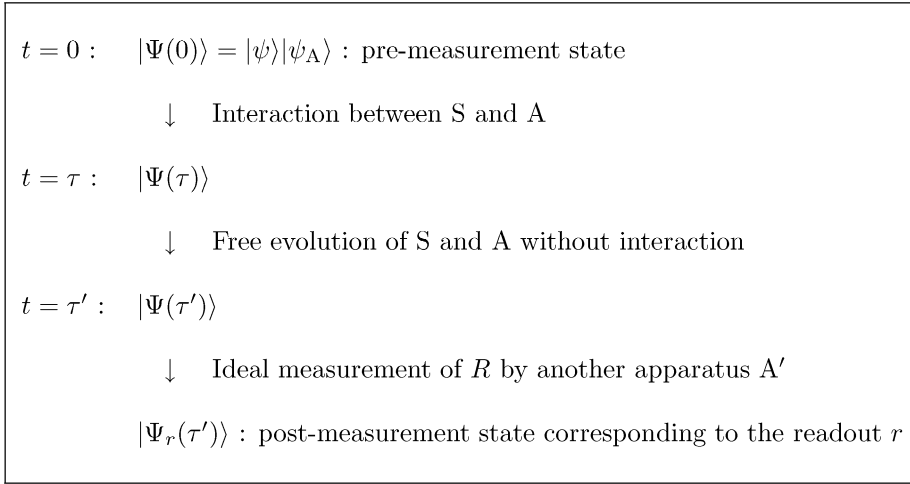 t = 0 : |Ψ(0)⟩ = |ψ⟩|ψ_A⟩ : pre-measurement state
↓ Interaction between S and A
t = τ : |Ψ(τ)⟩
↓ Free evolution of S and A without interaction
t = τ′ : |Ψ(τ′)⟩
↓ Ideal measurement of R by another apparatus A′
|Ψ_r(τ′)⟩ : post-measurement state corresponding to the readout r